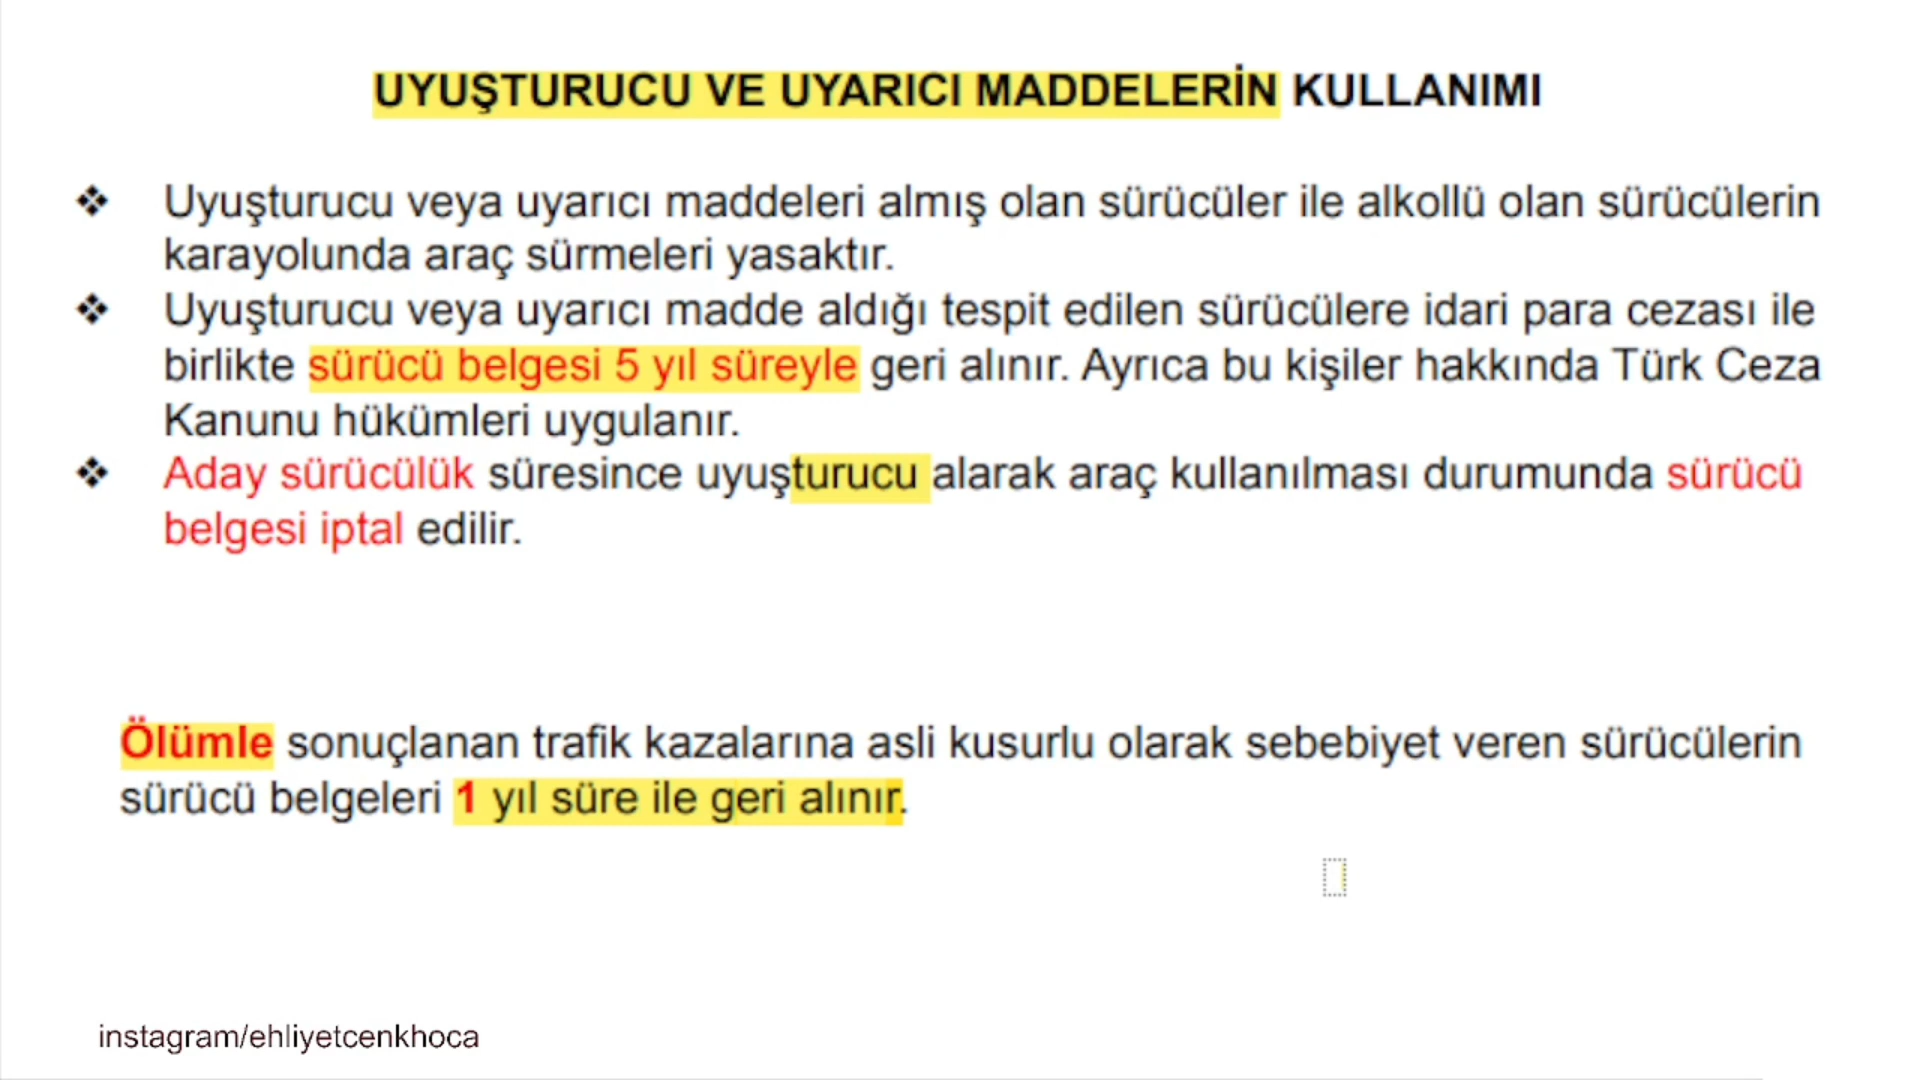 UYUŞTURUCU VE UYARICI MADDELERİN KULLANIMI
❖ Uyuşturucu veya uyarıcı maddeleri almış olan sürücüler ile alkollü olan sürücülerin
karayolunda araç sürmeleri yasaktır.
❖ Uyuşturucu veya uyarıcı madde aldığı tespit edilen sürücülere idari para cezası ile
birlikte sürücü belgesi 5 yıl süreyle geri alınır. Ayrıca bu kişiler hakkında Türk Ceza
Kanunu hükümleri uygulanır.
❖ Aday sürücülük süresince uyuşturucu alarak araç kullanılması durumunda sürücü
belgesi iptal edilir.
Ölümle sonuçlanan trafik kazalarına asli kusurlu olarak sebebiyet veren sürücülerin
sürücü belgeleri 1 yıl süre ile geri alınır.
instagram/ehliyetcenkhoca